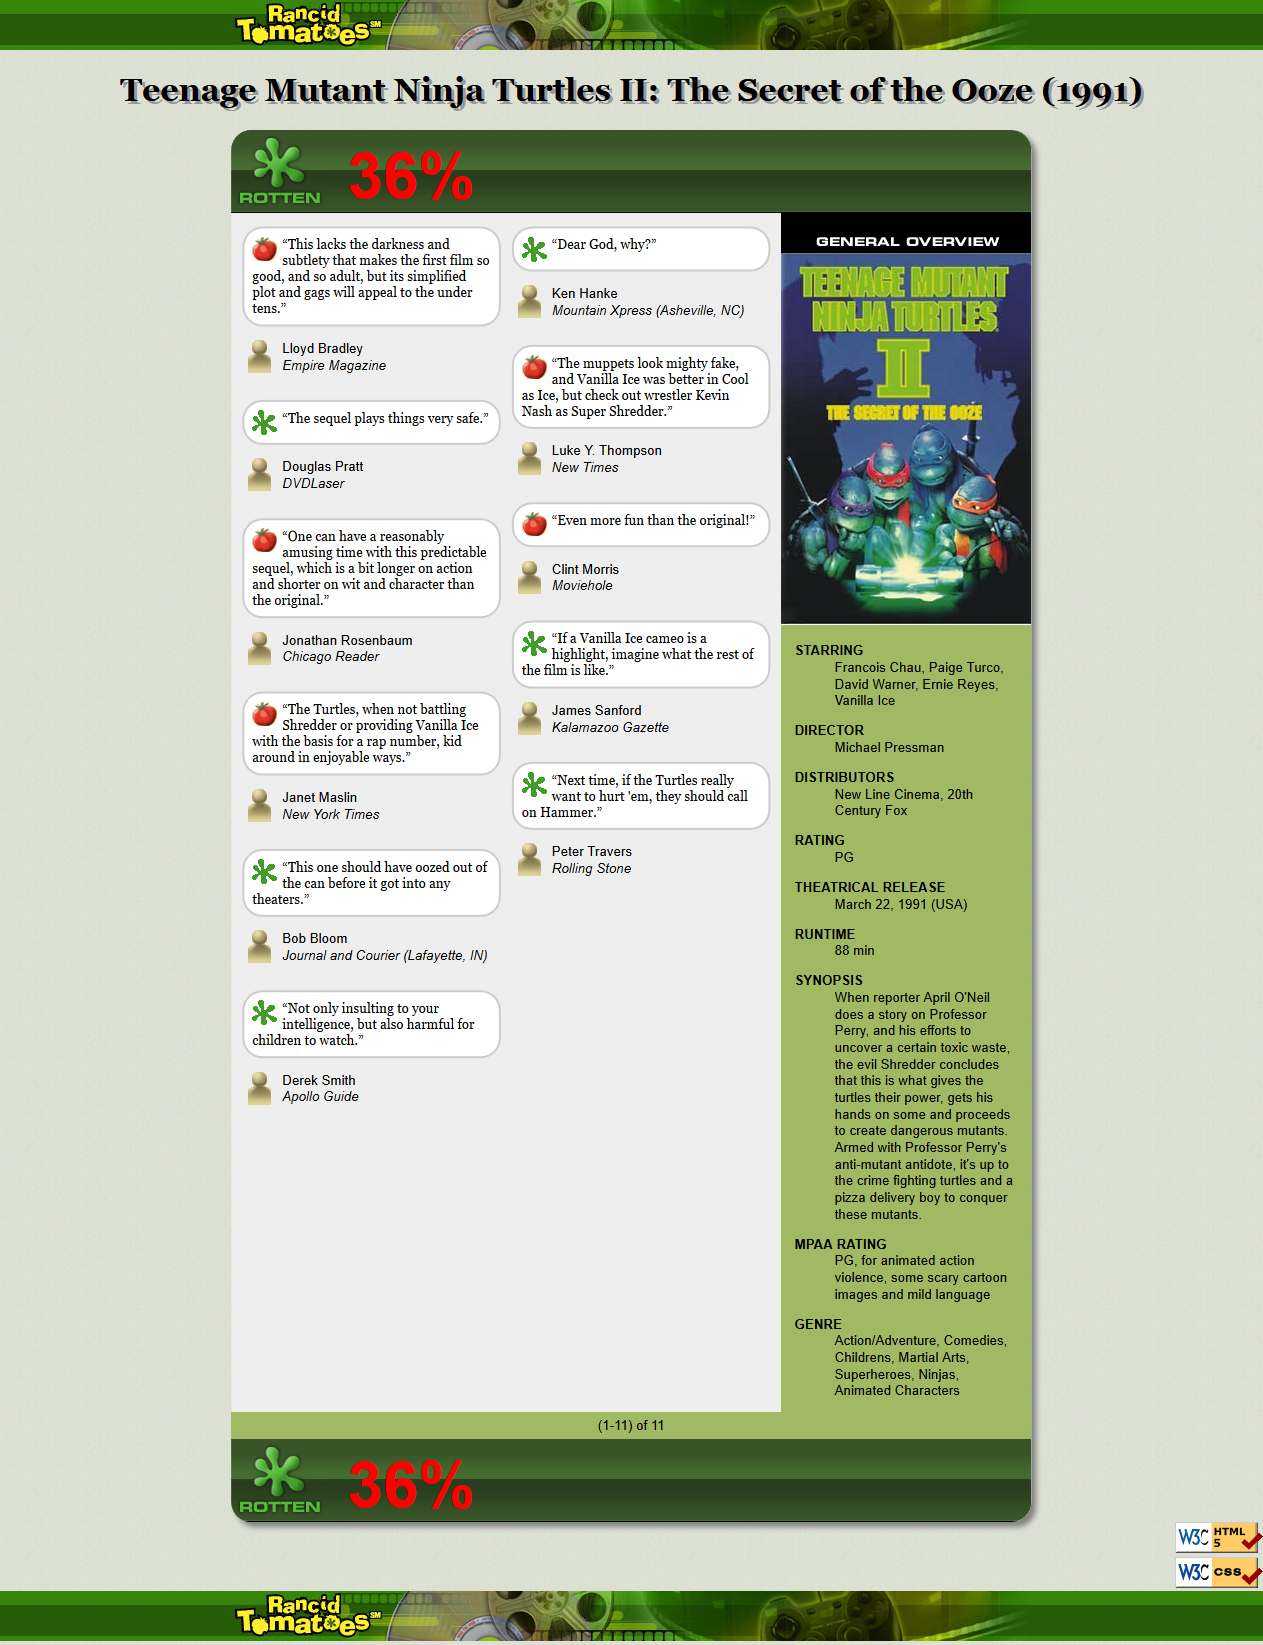 Rancid
Tomatoes SM
Teenage Mutant Ninja Turtles II: The Secret of the Ooze (1991)
ROTTEN
36%
“This lacks the darkness and
subtlety that makes the first film so
good, and so adult, but its simplified
plot and gags will appeal to the under
tens.”
Lloyd Bradley
Empire Magazine
“The sequel plays things very safe.”
Douglas Pratt
DVDLaser
“One can have a reasonably
amusing time with this predictable
sequel, which is a bit longer on action
and shorter on wit and character than
the original.”
Jonathan Rosenbaum
Chicago Reader
“The Turtles, when not battling
Shredder or providing Vanilla Ice
with the basis for a rap number, kid
around in enjoyable ways.”
Janet Maslin
New York Times
“This one should have oozed out of
the can before it got into any
theaters.”
Bob Bloom
Journal and Courier (Lafayette, IN)
“Not only insulting to your
intelligence, but also harmful for
children to watch.”
Derek Smith
Apollo Guide
“Dear God, why?”
Ken Hanke
Mountain Xpress (Asheville, NC)
“The muppets look mighty fake,
and Vanilla Ice was better in Cool
as Ice, but check out wrestler Kevin
Nash as Super Shredder.”
Luke Y. Thompson
New Times
“Even more fun than the original!”
Clint Morris
Moviehole
“If a Vanilla Ice cameo is a
highlight, imagine what the rest of
the film is like.”
James Sanford
Kalamazoo Gazette
“Next time, if the Turtles really
want to hurt 'em, they should call
on Hammer.”
Peter Travers
Rolling Stone
GENERAL OVERVIEW
TEENAGE MUTANT
NINJA TURTLES
II
THE SECRET OF THE OOZE
STARRING
Francois Chau, Paige Turco,
David Warner, Ernie Reyes,
Vanilla Ice
DIRECTOR
Michael Pressman
DISTRIBUTORS
New Line Cinema, 20th
Century Fox
RATING
PG
THEATRICAL RELEASE
March 22, 1991 (USA)
RUNTIME
88 min
SYNOPSIS
When reporter April O'Neil
does a story on Professor
Perry, and his efforts to
uncover a certain toxic waste,
the evil Shredder concludes
that this is what gives the
turtles their power, gets his
hands on some and proceeds
to create dangerous mutants.
Armed with Professor Perry's
anti-mutant antidote, it's up to
the crime fighting turtles and a
pizza delivery boy to conquer
these mutants.
MPAA RATING
PG, for animated action
violence, some scary cartoon
images and mild language
GENRE
Action/Adventure, Comedies,
Childrens, Martial Arts,
Superheroes, Ninjas,
Animated Characters
(1-11) of 11
ROTTEN
36%
W3C HTML
5
W3C CSS
Rancid
Tomatoes SM